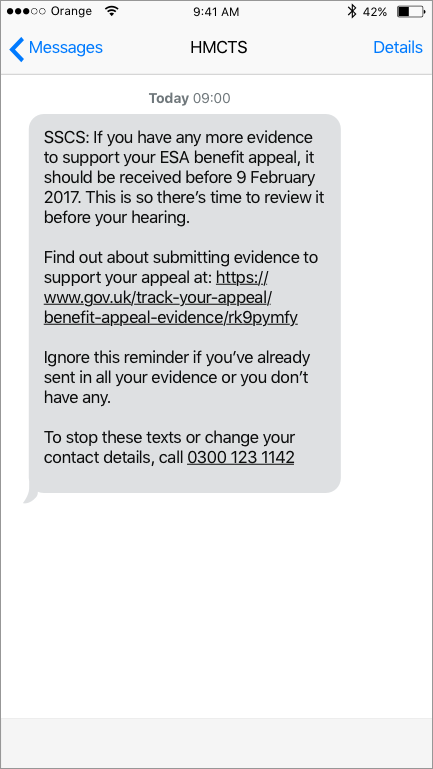 Orange 9:41 AM 42%
Messages HMCTS Details
Today 09:00
SSCS: If you have any more evidence
to support your ESA benefit appeal, it
should be received before 9 February
2017. This is so there’s time to review it
before your hearing.
Find out about submitting evidence to
support your appeal at: https://
www.gov.uk/track-your-appeal/
benefit-appeal-evidence/rk9pymfy
Ignore this reminder if you’ve already
sent in all your evidence or you don’t
have any.
To stop these texts or change your
contact details, call 0300 123 1142